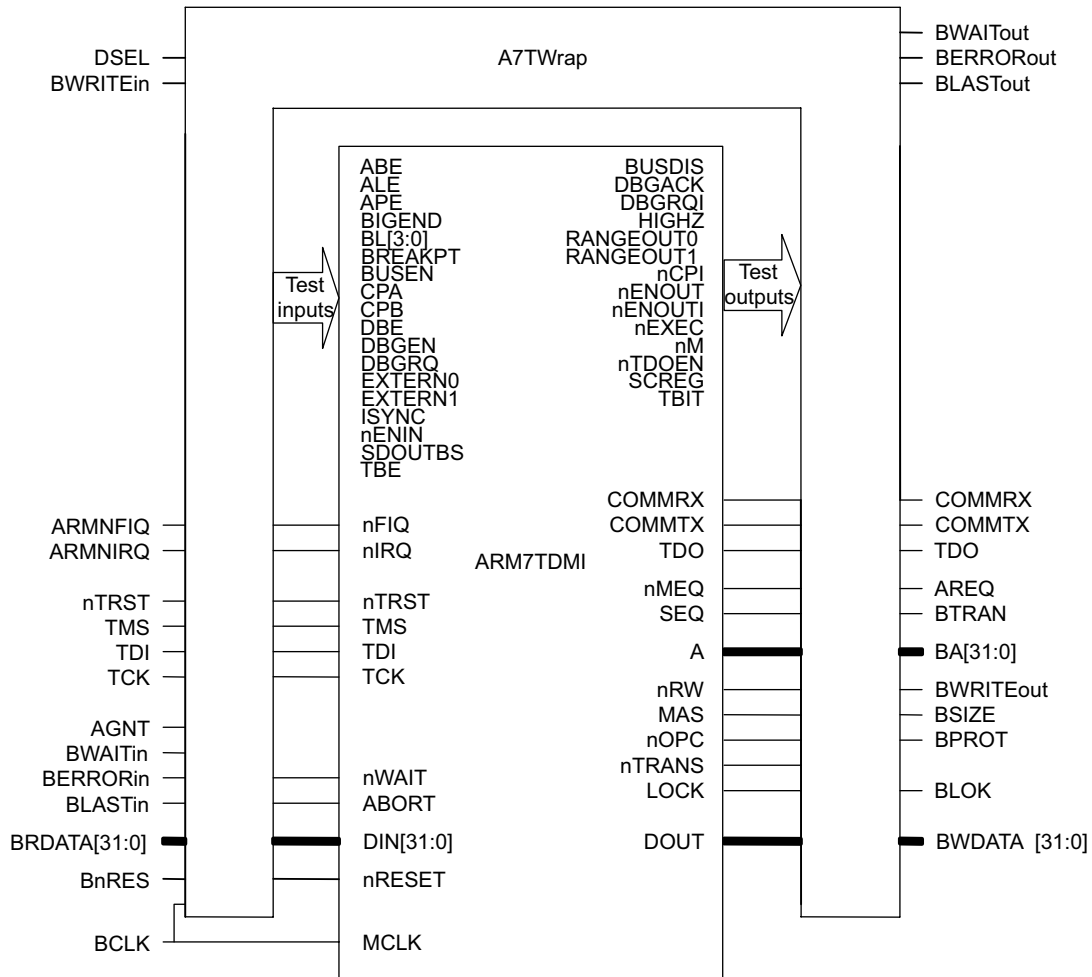 BWAITout
DSEL
A7TWrap
BERRORout
BWRITEin
BLASTout
ABE
ALE
APE
BIGEND
BL[3:0]
BREAKPT
BUSEN
CPA
CPB
DBE
DBGEN
DBGRQ
EXTERN0
EXTERN1
ISYNC
nENIN
SDOUTBS
TBE
BUSDIS
DBGACK
DBGRQI
HIGHZ
RANGEOUT0
RANGEOUT1
nCPI
nENOUT
nENOUTI
nEXEC
nM
nTDOEN
SCREG
TBIT
Test
inputs
Test
outputs
ARMNFIQ
ARMNIRQ
nTRST
TMS
TDI
TCK
AGNT
BWAITin
BERRORin
BLASTin
BRDATA[31:0]
BnRES
BCLK
nFIQ
nIRQ
nTRST
TMS
TDI
TCK
nWAIT
ABORT
DIN[31:0]
nRESET
MCLK
ARM7TDMI
COMMRX
COMMTX
TDO
nMEQ
SEQ
A
nRW
MAS
nOPC
nTRANS
LOCK
DOUT
COMMRX
COMMTX
TDO
AREQ
BTRAN
BA[31:0]
BWRITEout
BSIZE
BPROT
BLOK
BWDATA [31:0]